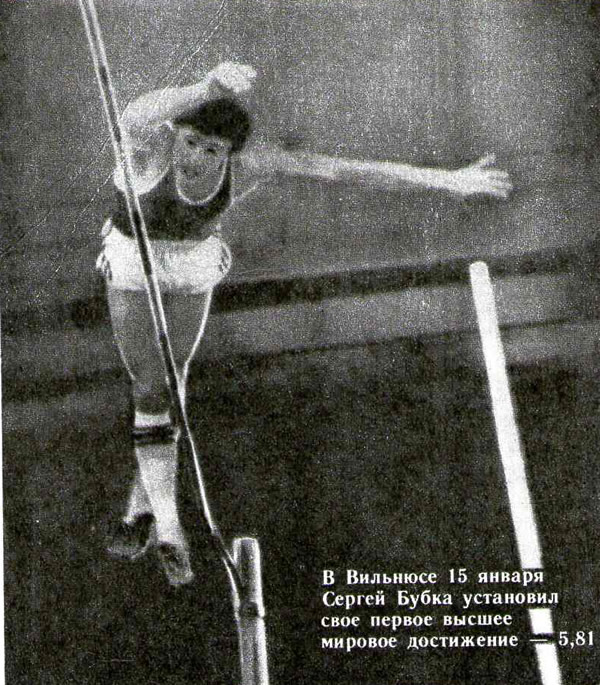 В Вильнюсе 15 января
Сергей Бубка установил
свое первое высшее
мировое достижение — 5,81